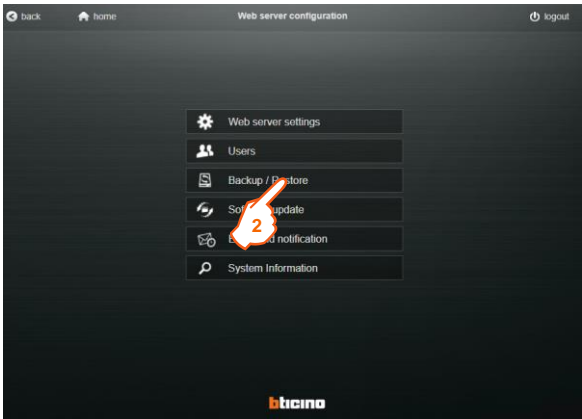 back home Web server configuration logout
Web server settings
Users
Backup / Restore
update
2
notification
System Information
bticino